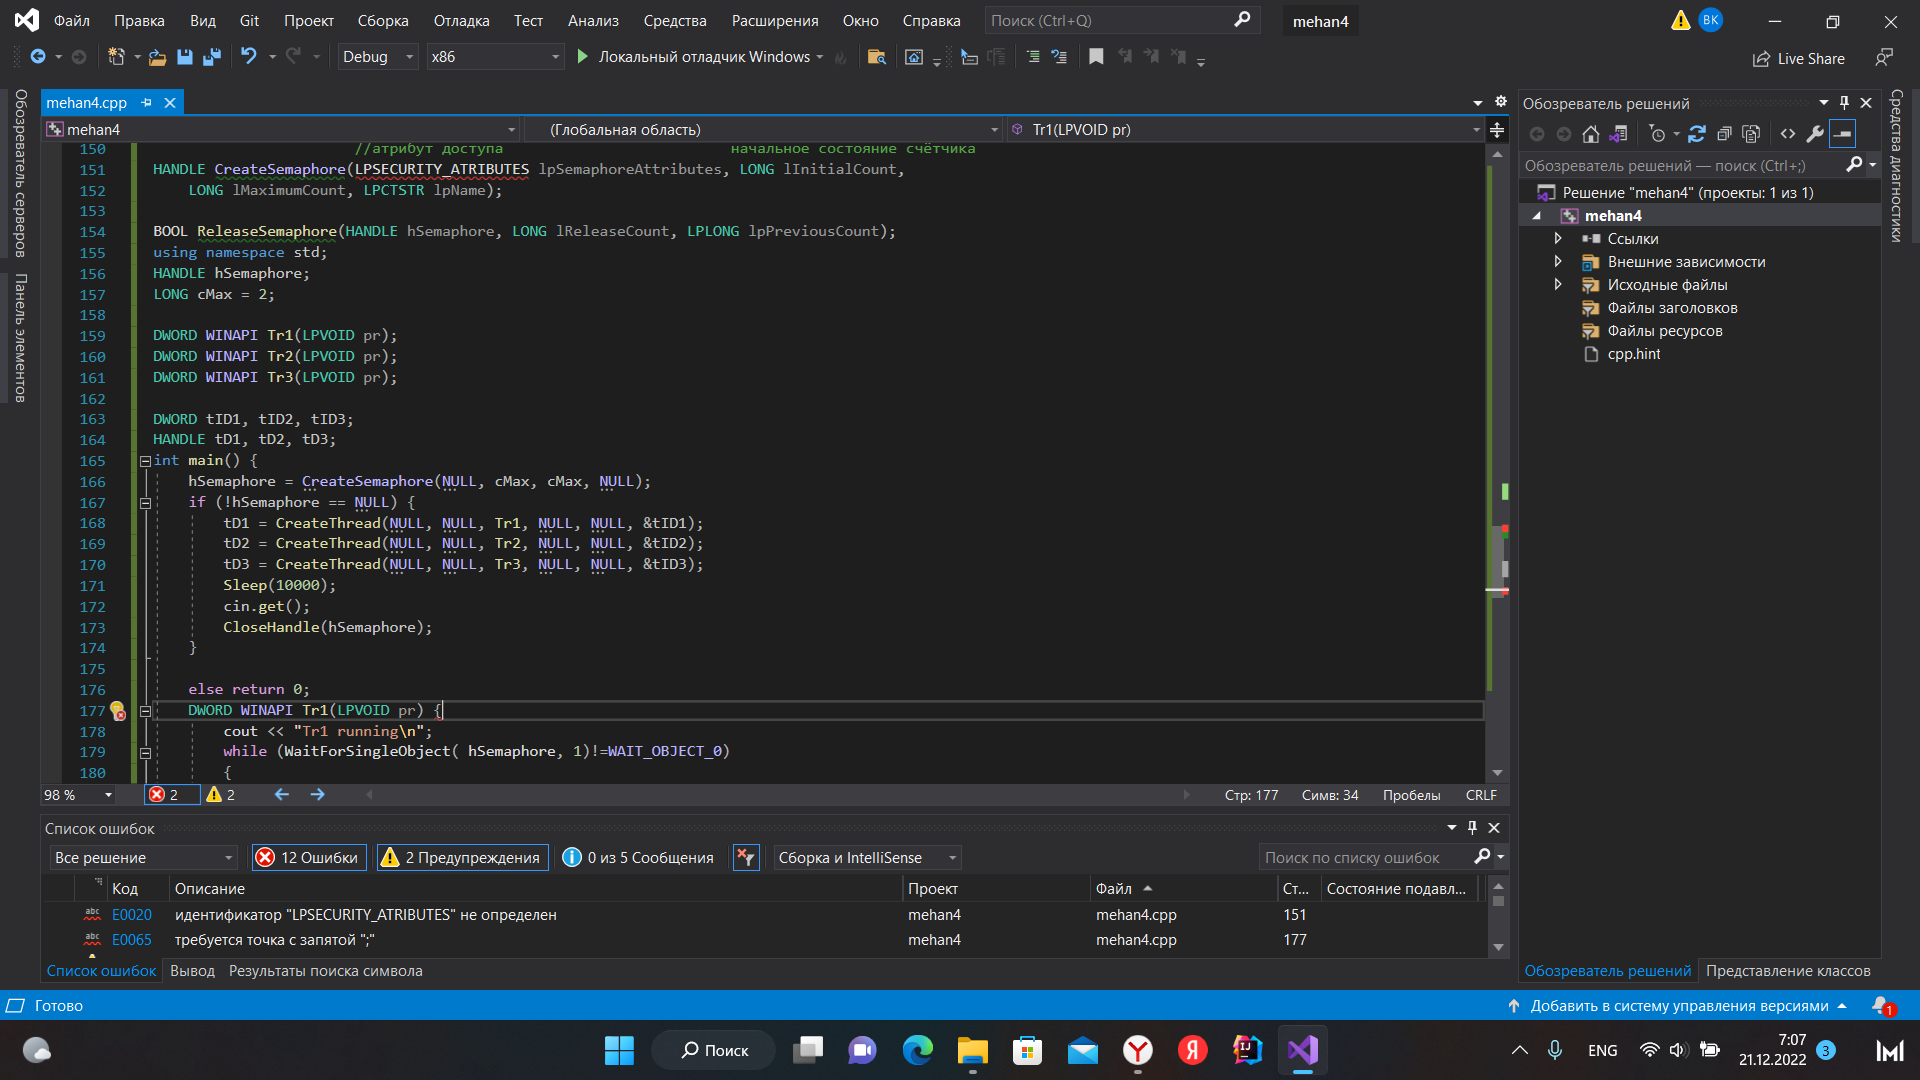 Файл Правка Вид Git Проект Сборка Отладка Тест Анализ Средства Расширения Окно Справка Поиск (Ctrl+Q) mehan4 ВК
Debug x86 Локальный отладчик Windows Live Share
Обозреватель серверов
Панель элементов
mehan4.cpp
mehan4 (Глобальная область) Tr1(LPVOID pr)
150 //атрибут доступа начальное состояние счётчика
151 HANDLE CreateSemaphore(LPSECURITY_ATRIBUTES lpSemaphoreAttributes, LONG lInitialCount,
152 LONG lMaximumCount, LPCTSTR lpName);
153
154 BOOL ReleaseSemaphore(HANDLE hSemaphore, LONG lReleaseCount, LPLONG lpPreviousCount);
155 using namespace std;
156 HANDLE hSemaphore;
157 LONG cMax = 2;
158
159 DWORD WINAPI Tr1(LPVOID pr);
160 DWORD WINAPI Tr2(LPVOID pr);
161 DWORD WINAPI Tr3(LPVOID pr);
162
163 DWORD tID1, tID2, tID3;
164 HANDLE tD1, tD2, tD3;
165 int main() {
166 hSemaphore = CreateSemaphore(NULL, cMax, cMax, NULL);
167 if (!hSemaphore == NULL) {
168 tD1 = CreateThread(NULL, NULL, Tr1, NULL, NULL, &tID1);
169 tD2 = CreateThread(NULL, NULL, Tr2, NULL, NULL, &tID2);
170 tD3 = CreateThread(NULL, NULL, Tr3, NULL, NULL, &tID3);
171 Sleep(10000);
172 cin.get();
173 CloseHandle(hSemaphore);
174 }
175
176 else return 0;
177 DWORD WINAPI Tr1(LPVOID pr) {
178 cout << "Tr1 running\n";
179 while (WaitForSingleObject( hSemaphore, 1)!=WAIT_OBJECT_0)
180 {
98 % 2 2 Стр: 177 Симв: 34 Пробелы CRLF
Список ошибок
Все решение 12 Ошибки 2 Предупреждения 0 из 5 Сообщения Сборка и IntelliSense Поиск по списку ошибок
Код Описание Проект Файл Ст... Состояние подавл...
abc E0020 идентификатор "LPSECURITY_ATRIBUTES" не определен mehan4 mehan4.cpp 151
abc E0065 требуется точка с запятой ";" mehan4 mehan4.cpp 177
Список ошибок Вывод Результаты поиска символа
Обозреватель решений
Обозреватель решений — поиск (Ctrl+;)
Решение "mehan4" (проекты: 1 из 1)
mehan4
Ссылки
Внешние зависимости
Исходные файлы
Файлы заголовков
Файлы ресурсов
cpp.hint
Обозреватель решений Представление классов
Средства диагностики
Готово Добавить в систему управления версиями 1
Поиск ENG 7:07
21.12.2022 3